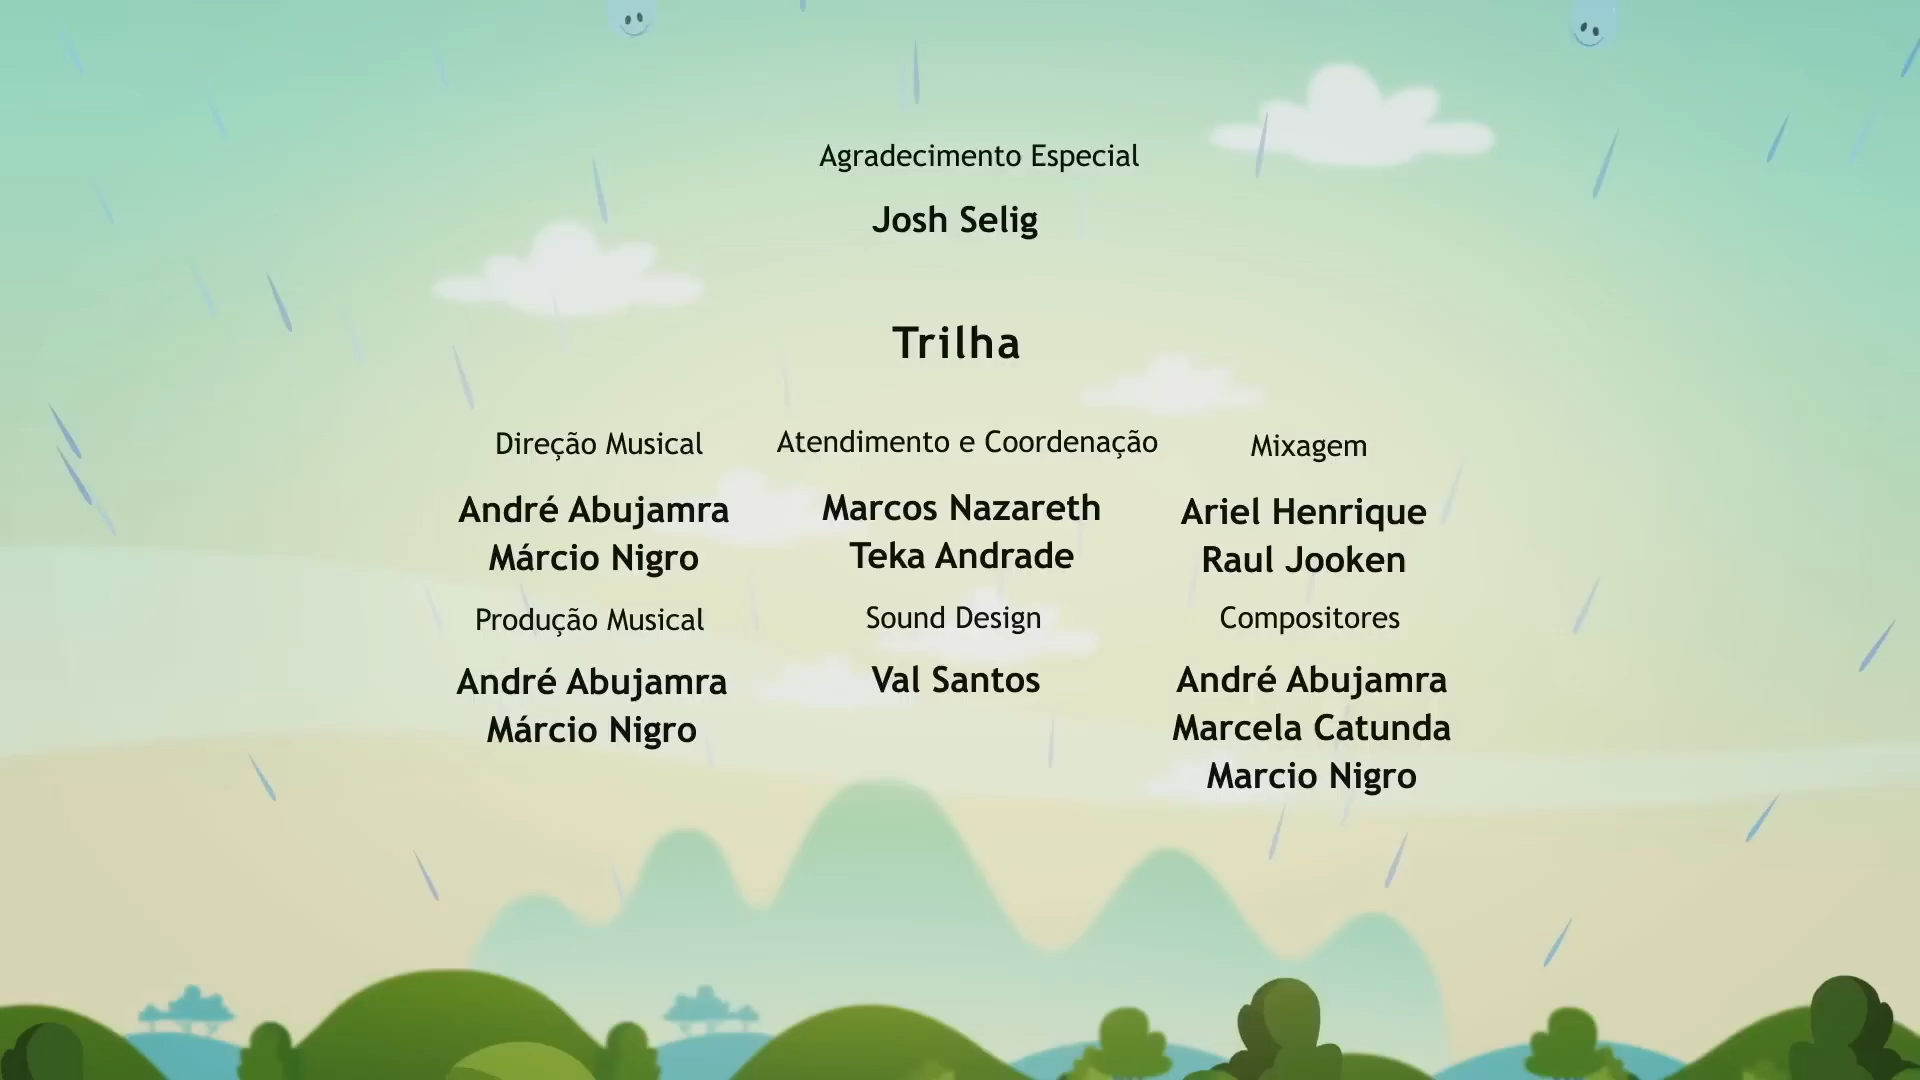 Agradecimento Especial
Josh Selig
Trilha
Direção Musical
André Abujamra
Márcio Nigro
Atendimento e Coordenação
Marcos Nazareth
Teka Andrade
Mixagem
Ariel Henrique
Raul Jooken
Produção Musical
André Abujamra
Márcio Nigro
Sound Design
Val Santos
Compositores
André Abujamra
Marcela Catunda
Marcio Nigro